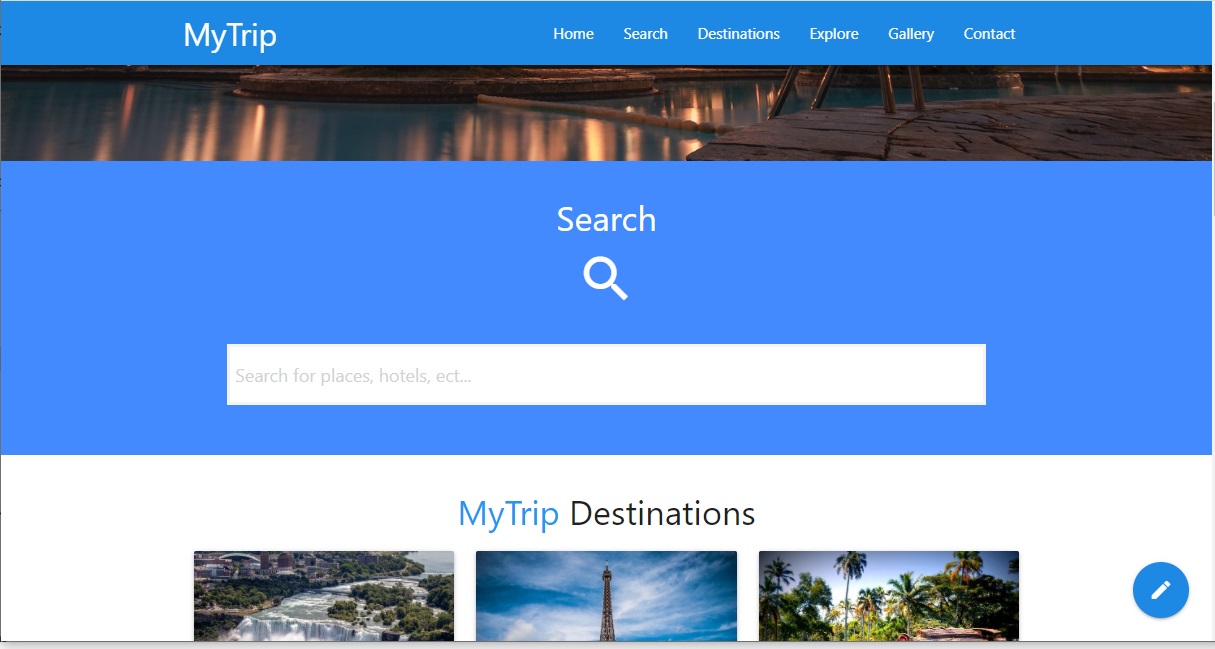 MyTrip Home Search Destinations Explore Gallery Contact
Search
Search for places, hotels, ect...
MyTrip Destinations